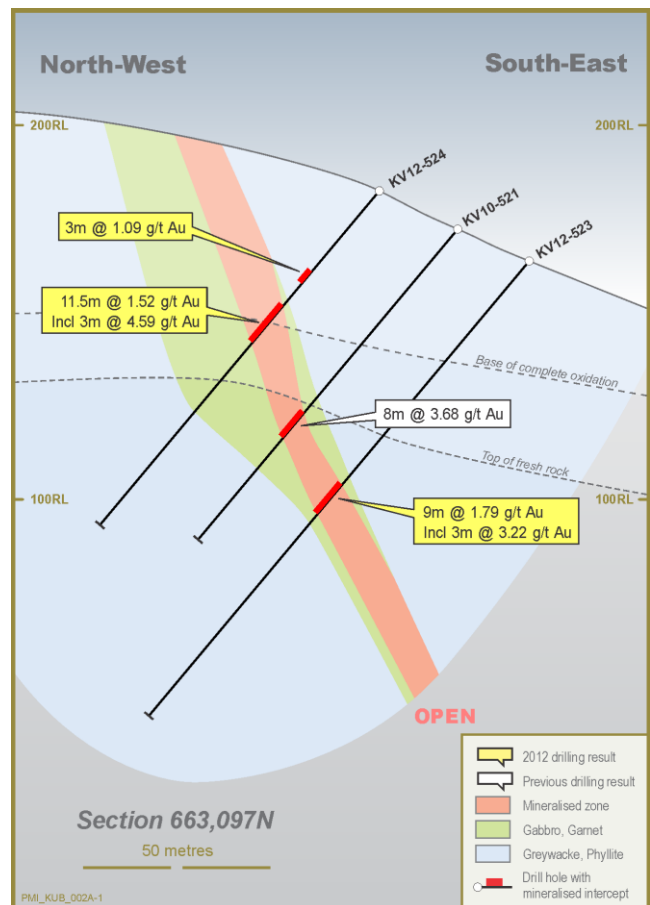 North-West
South-East
200RL
200RL
KV12-524
KV10-521
KV12-523
3m @ 1.09 g/t Au
11.5m @ 1.52 g/t Au
Incl 3m @ 4.59 g/t Au
Base of complete oxidation
8m @ 3.68 g/t Au
Top of fresh rock
100RL
100RL
9m @ 1.79 g/t Au
Incl 3m @ 3.22 g/t Au
OPEN
2012 drilling result
Previous drilling result
Mineralised zone
Gabbro, Garnet
Greywacke, Phyllite
Drill hole with
mineralised intercept
Section 663,097N
50 metres
PMI_KUB_002A-1